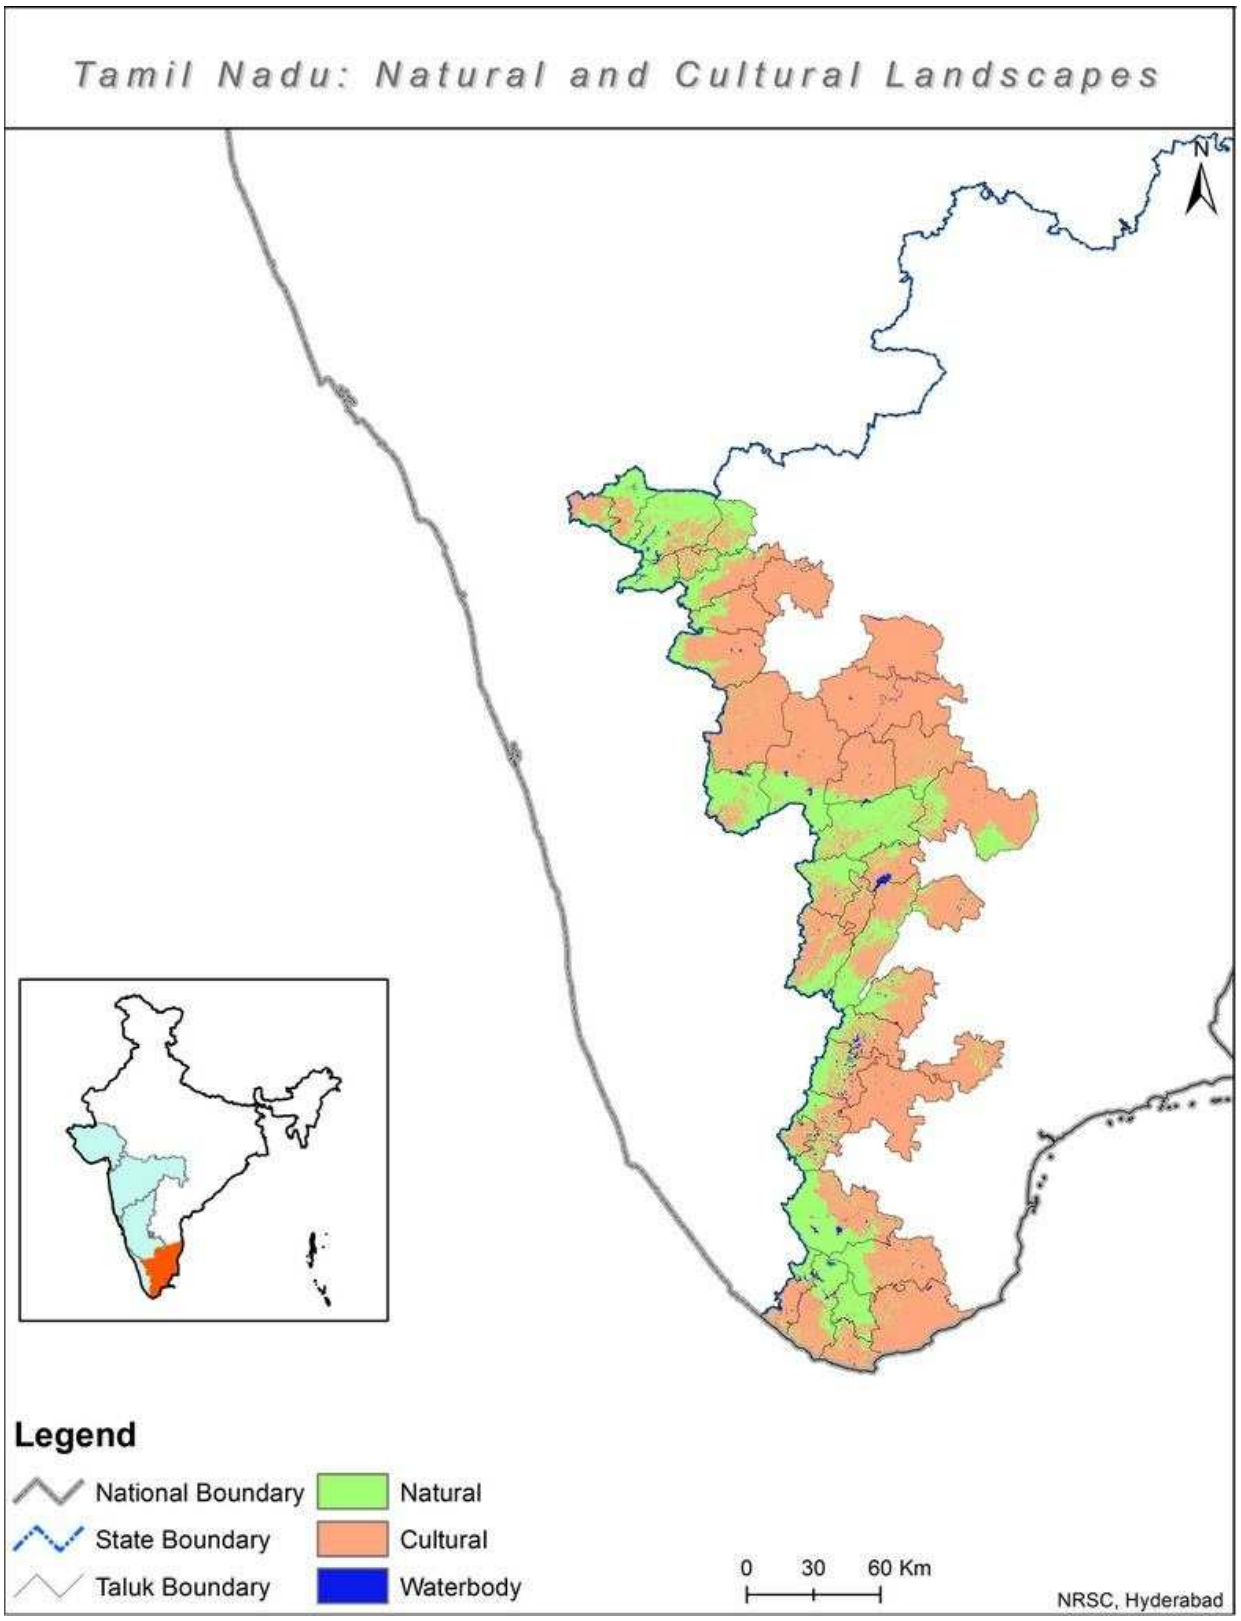 Tamil Nadu: Natural and Cultural Landscapes
N
Legend
National Boundary
State Boundary
Taluk Boundary
Natural
Cultural
Waterbody
0 30 60 Km
NRSC, Hyderabad